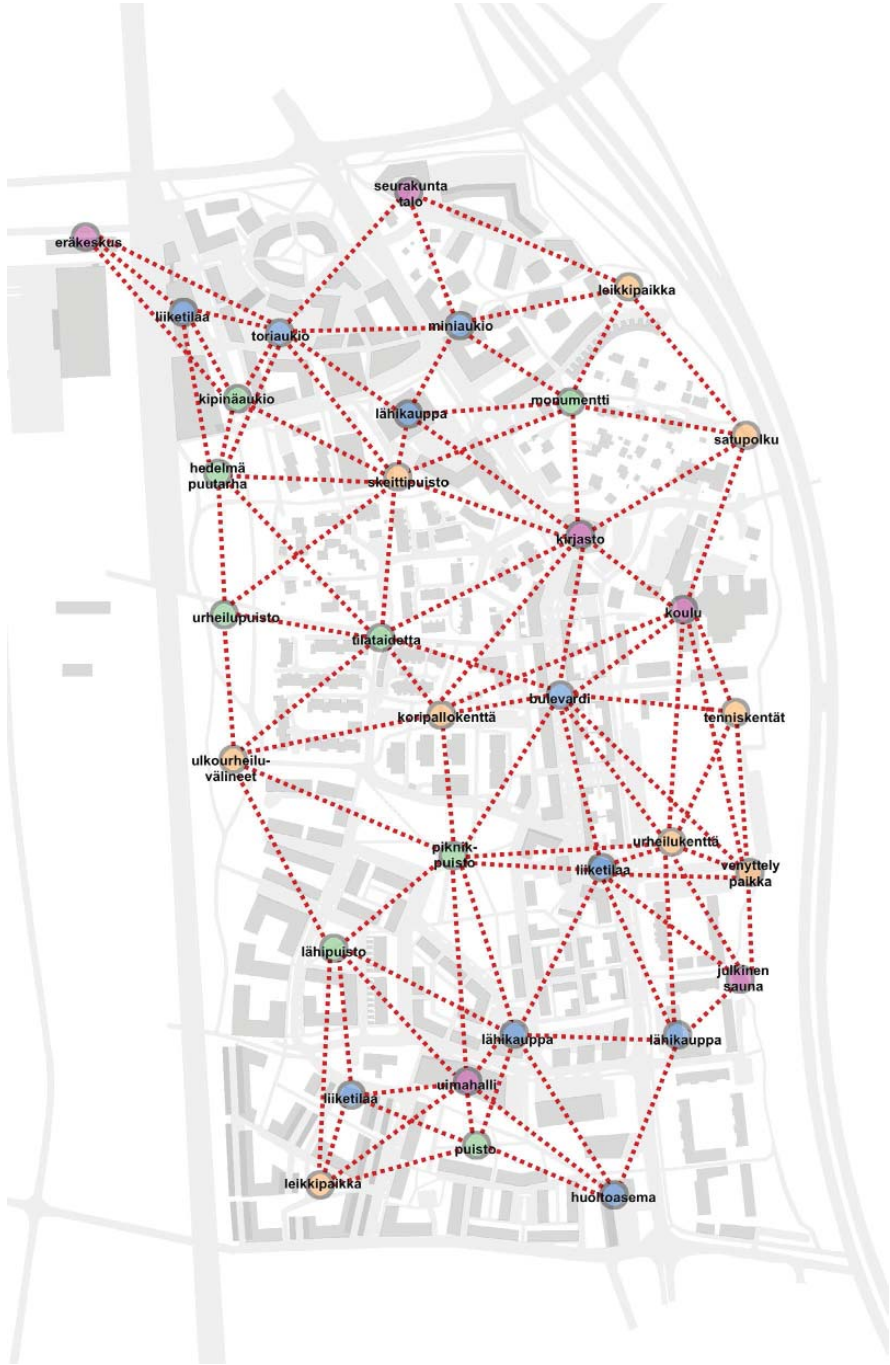 seurakunta
talo
eräkeskus
leikkipaikka
liiketilaa
toriaukio
miniaukio
kipinäaukio
lähikauppa
monumentti
satupolku
hedelmä
puutarha
skeittipuisto
kirjasto
urheilupuisto
tilataidetta
koulu
bulevardi
koripallokenttä
tenniskentät
ulkourheilu-
välineet
urheilukenttä
piknik-
puisto
liiketilaa
venyttely
paikka
lähipuisto
julkinen
sauna
lähikauppa
lähikauppa
uimahalli
liiketilaa
puisto
leikkipaikka
huoltoasema